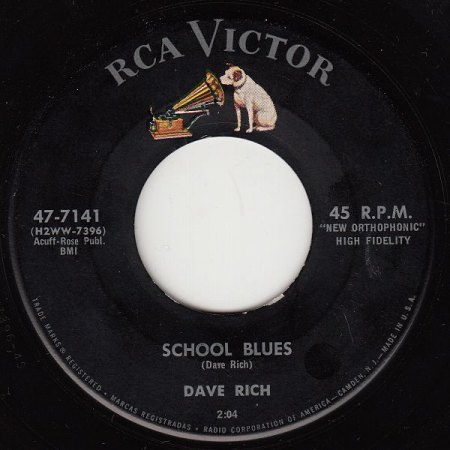 RCA VICTOR
47-7141
(H2WW-7396)
Acuff-Rose Publ.
BMI
45 R.P.M.
"NEW ORTHOPHONIC"
HIGH FIDELITY
SCHOOL BLUES
(Dave Rich)
DAVE RICH
2:04
TRADE MARKS ® REGISTERED • MARCAS REGISTRADAS • RADIO CORPORATION OF AMERICA—CAMDEN, N.J.—MADE IN U.S.A.